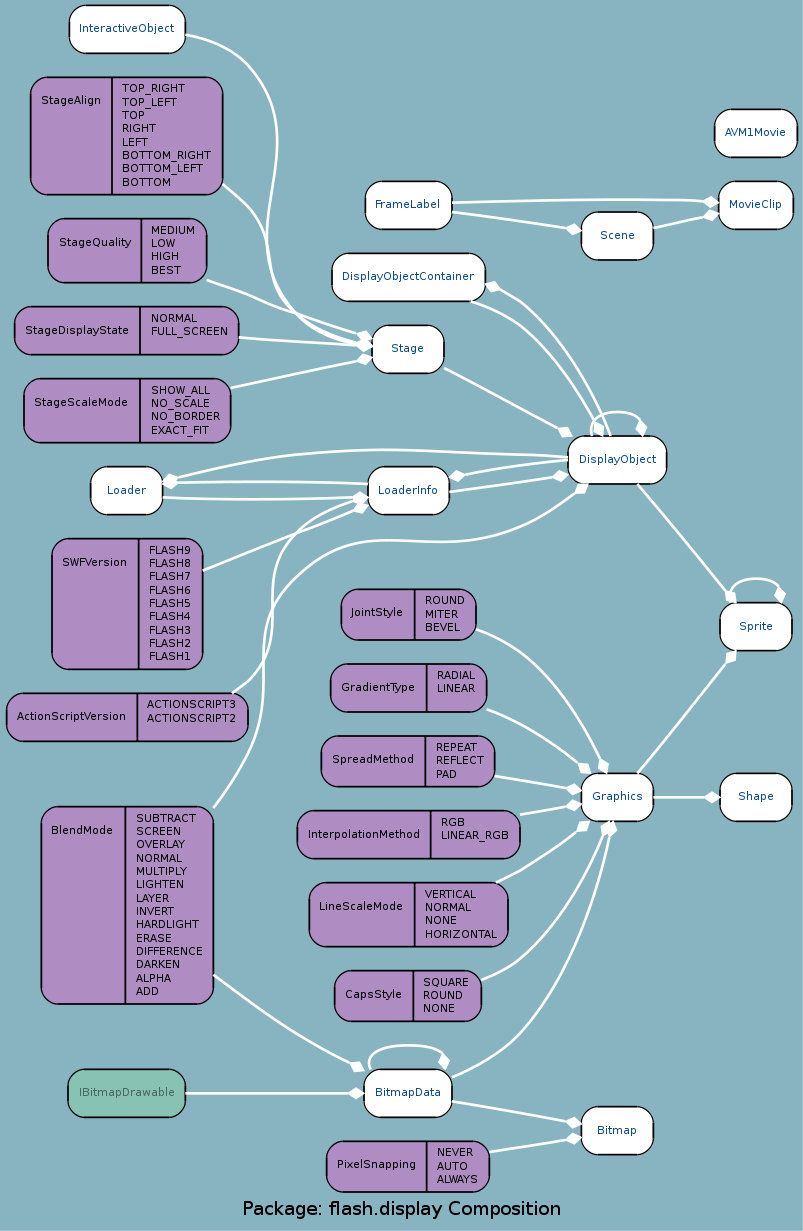 InteractiveObject
StageAlign
TOP_RIGHT
TOP_LEFT
TOP
RIGHT
LEFT
BOTTOM_RIGHT
BOTTOM_LEFT
BOTTOM
AVM1Movie
FrameLabel
MovieClip
Scene
StageQuality
MEDIUM
LOW
HIGH
BEST
DisplayObjectContainer
StageDisplayState
NORMAL
FULL_SCREEN
Stage
StageScaleMode
SHOW_ALL
NO_SCALE
NO_BORDER
EXACT_FIT
DisplayObject
Loader
LoaderInfo
SWFVersion
FLASH9
FLASH8
FLASH7
FLASH6
FLASH5
FLASH4
FLASH3
FLASH2
FLASH1
JointStyle
ROUND
MITER
BEVEL
Sprite
ActionScriptVersion
ACTIONSCRIPT3
ACTIONSCRIPT2
GradientType
RADIAL
LINEAR
SpreadMethod
REPEAT
REFLECT
PAD
Graphics
Shape
InterpolationMethod
RGB
LINEAR_RGB
BlendMode
SUBTRACT
SCREEN
OVERLAY
NORMAL
MULTIPLY
LIGHTEN
LAYER
INVERT
HARDLIGHT
ERASE
DIFFERENCE
DARKEN
ALPHA
ADD
LineScaleMode
VERTICAL
NORMAL
NONE
HORIZONTAL
CapsStyle
SQUARE
ROUND
NONE
IBitmapDrawable
BitmapData
Bitmap
PixelSnapping
NEVER
AUTO
ALWAYS
Package: flash.display Composition